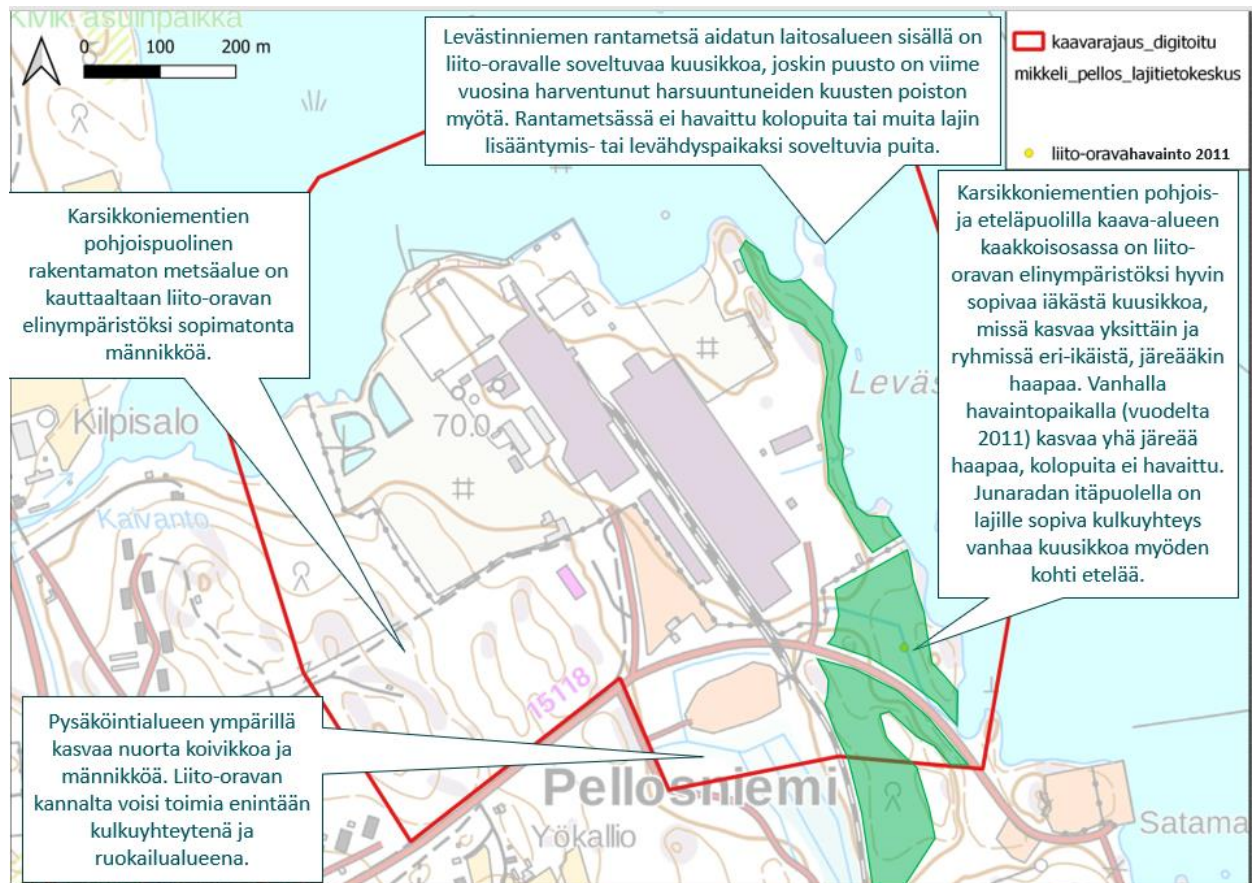 Kivik. asuinpaikka
0 100 200 m
Levästinniemen rantametsä aidatun laitosalueen sisällä on
liito-oravalle soveltuvaa kuusikkoa, joskin puusto on viime
vuosina harventunut harsuuntuneiden kuusten poiston
myötä. Rantametsässä ei havaittu kolopuita tai muita lajin
lisääntymis- tai levähdyspaikaksi soveltuvia puita.
kaavarajaus_digitoitu
mikkeli_pellos_lajitietokeskus
liito-oravahavainto 2011
Karsikkoniementien
pohjoispuolinen
rakentamaton metsäalue on
kauttaaltaan liito-oravan
elinympäristöksi sopimatonta
männikköä.
Karsikkoniementien pohjois-
ja eteläpuolilla kaava-alueen
kaakkoisosassa on liito-
oravan elinympäristöksi hyvin
sopivaa iäkästä kuusikkoa,
missä kasvaa yksittäin ja
ryhmissä eri-ikäistä, järeääkin
haapaa. Vanhalla
havaintopaikalla (vuodelta
2011) kasvaa yhä järeää
haapaa, kolopuita ei havaittu.
Junaradan itäpuolella on
lajille sopiva kulkuyhteys
vanhaa kuusikkoa myöden
kohti etelää.
Kilpisalo
70.0
Leväs
Kaivanto
15118
Pysäköintialueen ympärillä
kasvaa nuorta koivikkoa ja
männikköä. Liito-oravan
kannalta voisi toimia enintään
kulkuyhteytenä ja
ruokailualueena.
Pellosniemi
Yökallio
Satama